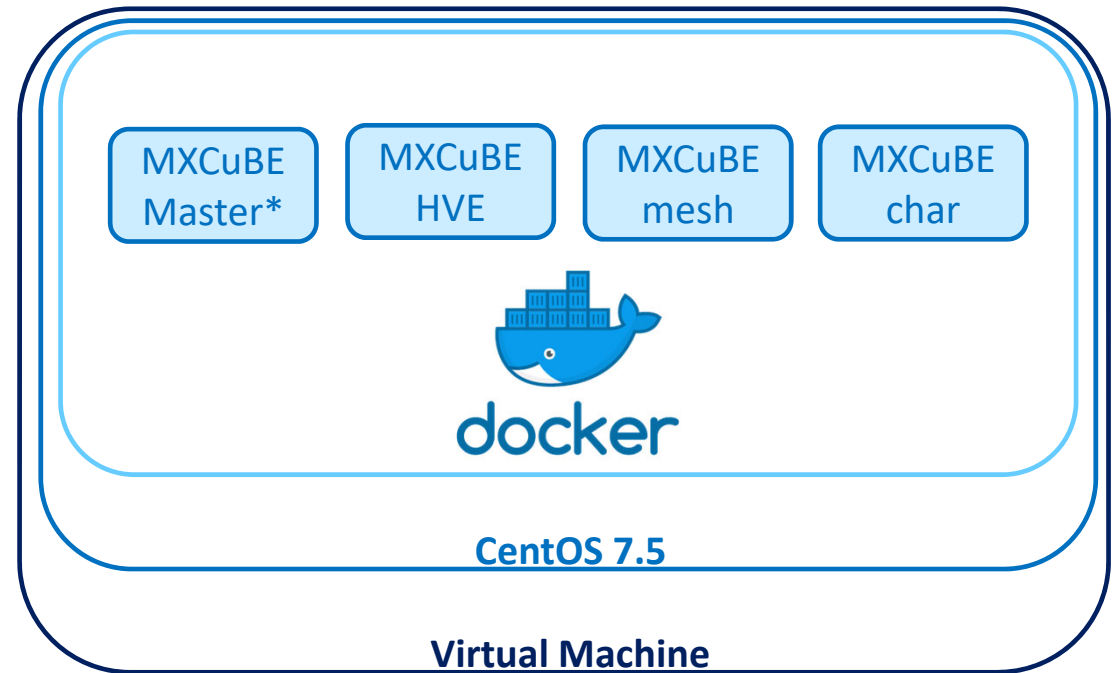 MXCuBE
Master*
MXCuBE
HVE
MXCuBE
mesh
MXCuBE
char
docker
CentOS 7.5
Virtual Machine